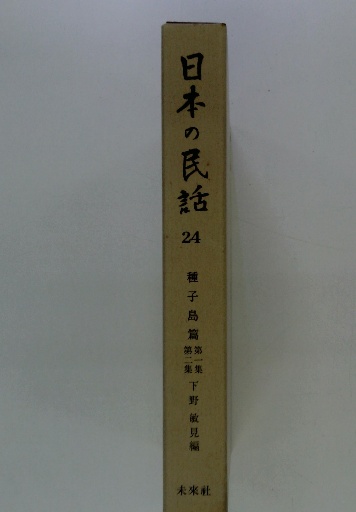 日本の民話
24
種子島篇
第一集
第二集
下野敏見編
未來社